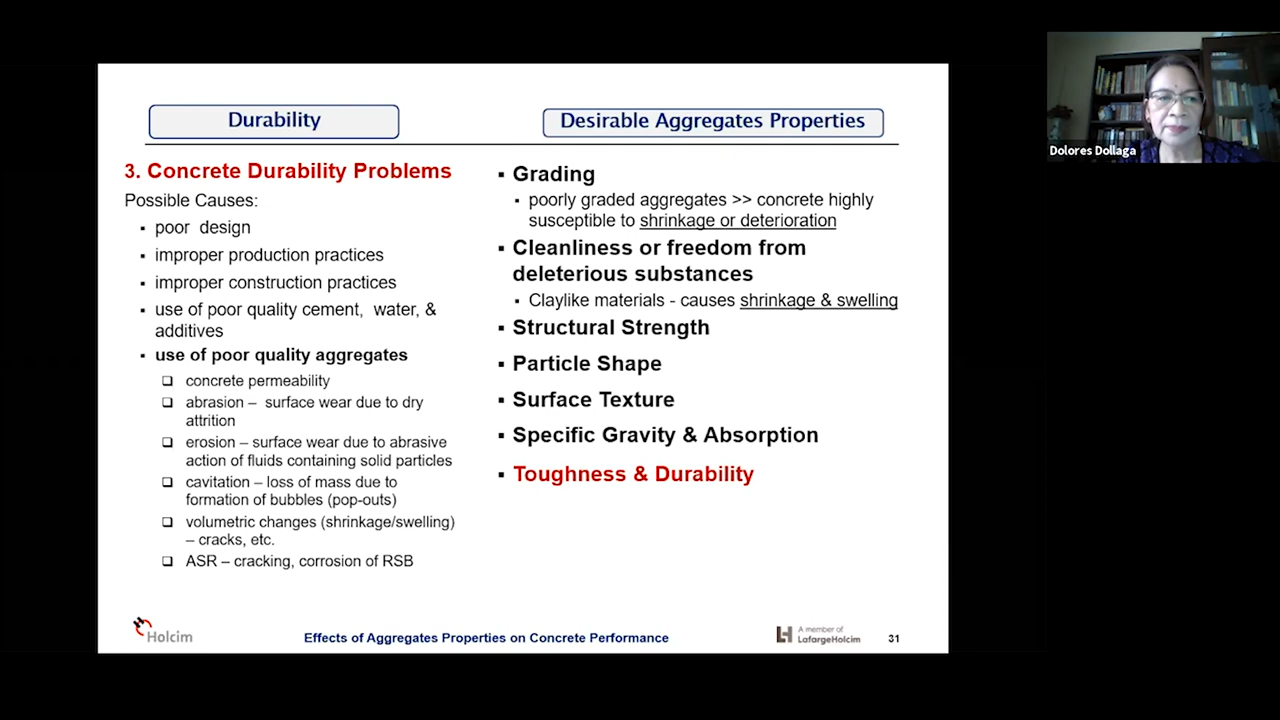 Durability
Desirable Aggregates Properties
3. Concrete Durability Problems
Possible Causes:
▪ poor design
▪ improper production practices
▪ improper construction practices
▪ use of poor quality cement, water, &
additives
▪ use of poor quality aggregates
❑ concrete permeability
❑ abrasion – surface wear due to dry
attrition
❑ erosion – surface wear due to abrasive
action of fluids containing solid particles
❑ cavitation – loss of mass due to
formation of bubbles (pop-outs)
❑ volumetric changes (shrinkage/swelling)
– cracks, etc.
❑ ASR – cracking, corrosion of RSB
▪ Grading
▪ poorly graded aggregates >> concrete highly
susceptible to shrinkage or deterioration
▪ Cleanliness or freedom from
deleterious substances
▪ Claylike materials - causes shrinkage & swelling
▪ Structural Strength
▪ Particle Shape
▪ Surface Texture
▪ Specific Gravity & Absorption
▪ Toughness & Durability
Holcim
Effects of Aggregates Properties on Concrete Performance
A member of
LafargeHolcim
31
Dolores Dollaga